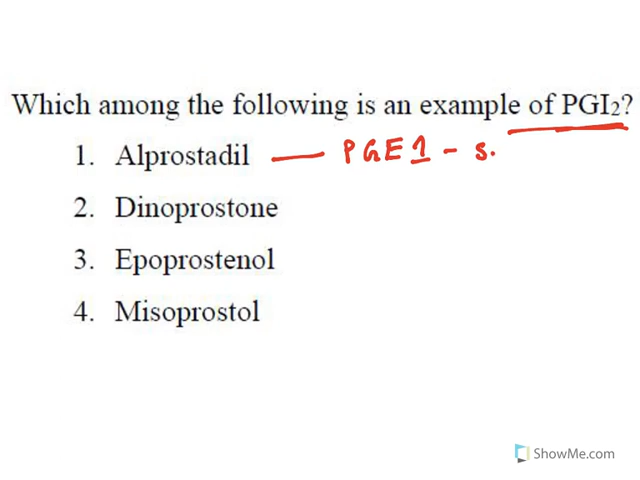 Which among the following is an example of PGI₂?
1. Alprostadil — PGE1 - s.
2. Dinoprostone
3. Epoprostenol
4. Misoprostol
ShowMe.com